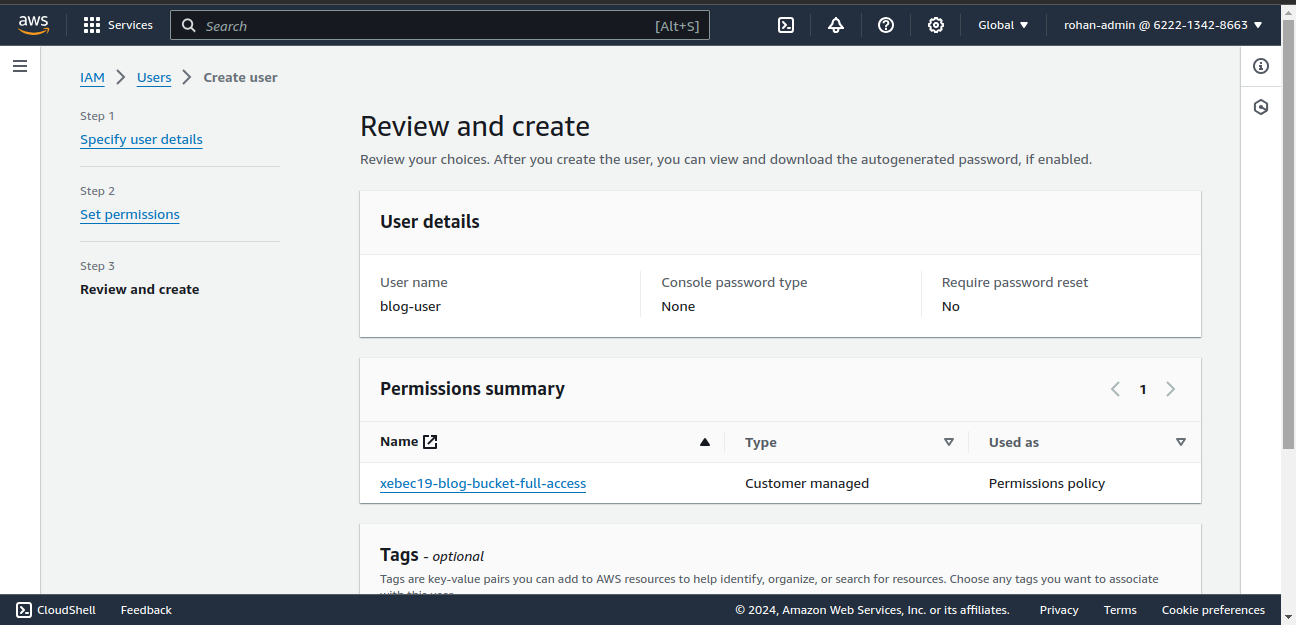 aws Services Search [Alt+S] Global rohan-admin @ 6222-1342-8663
IAM Users Create user
Step 1
Specify user details
Step 2
Set permissions
Step 3
Review and create
Review and create
Review your choices. After you create the user, you can view and download the autogenerated password, if enabled.
User details
User name Console password type Require password reset
blog-user None No
Permissions summary 1
Name Type Used as
xebec19-blog-bucket-full-access Customer managed Permissions policy
Tags - optional
Tags are key-value pairs you can add to AWS resources to help identify, organize, or search for resources. Choose any tags you want to associate
with this user.
CloudShell Feedback © 2024, Amazon Web Services, Inc. or its affiliates. Privacy Terms Cookie preferences